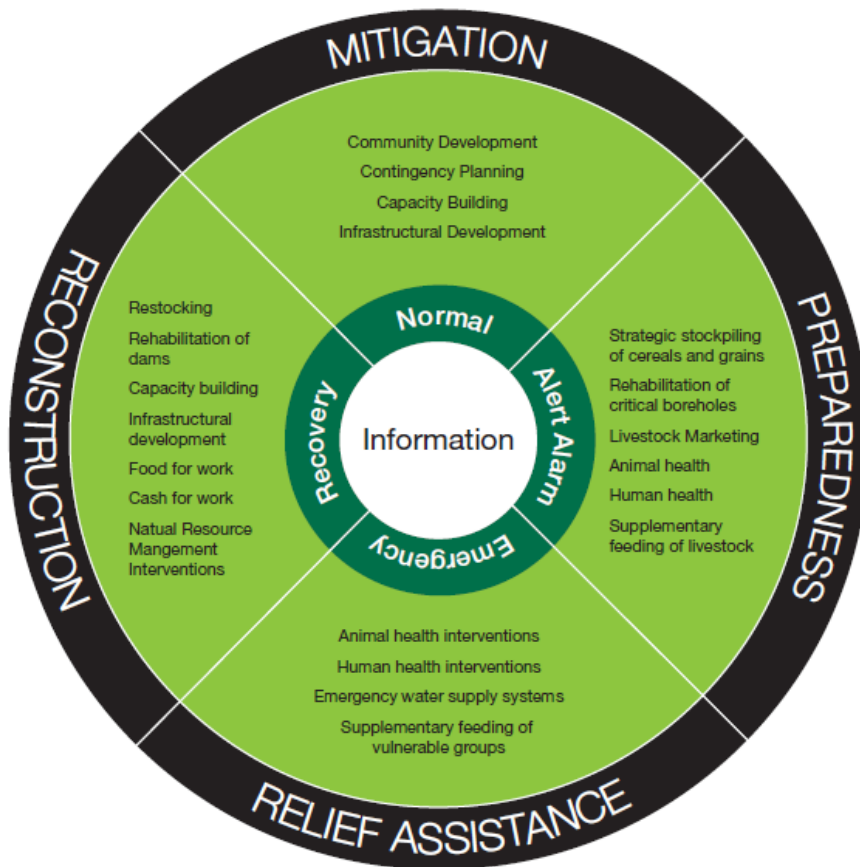 MITIGATION
Community Development
Contingency Planning
Capacity Building
Infrastructural Development
PREPAREDNESS
Strategic stockpiling
of cereals and grains
Rehabilitation of
critical boreholes
Livestock Marketing
Animal health
Human health
Supplementary
feeding of livestock
RELIEF ASSISTANCE
Animal health interventions
Human health interventions
Emergency water supply systems
Supplementary feeding of
vulnerable groups
RECONSTRUCTION
Restocking
Rehabilitation of
dams
Capacity building
Infrastructural
development
Food for work
Cash for work
Natual Resource
Mangement
Interventions
Normal
Alert Alarm
Emergency
Recovery
Information